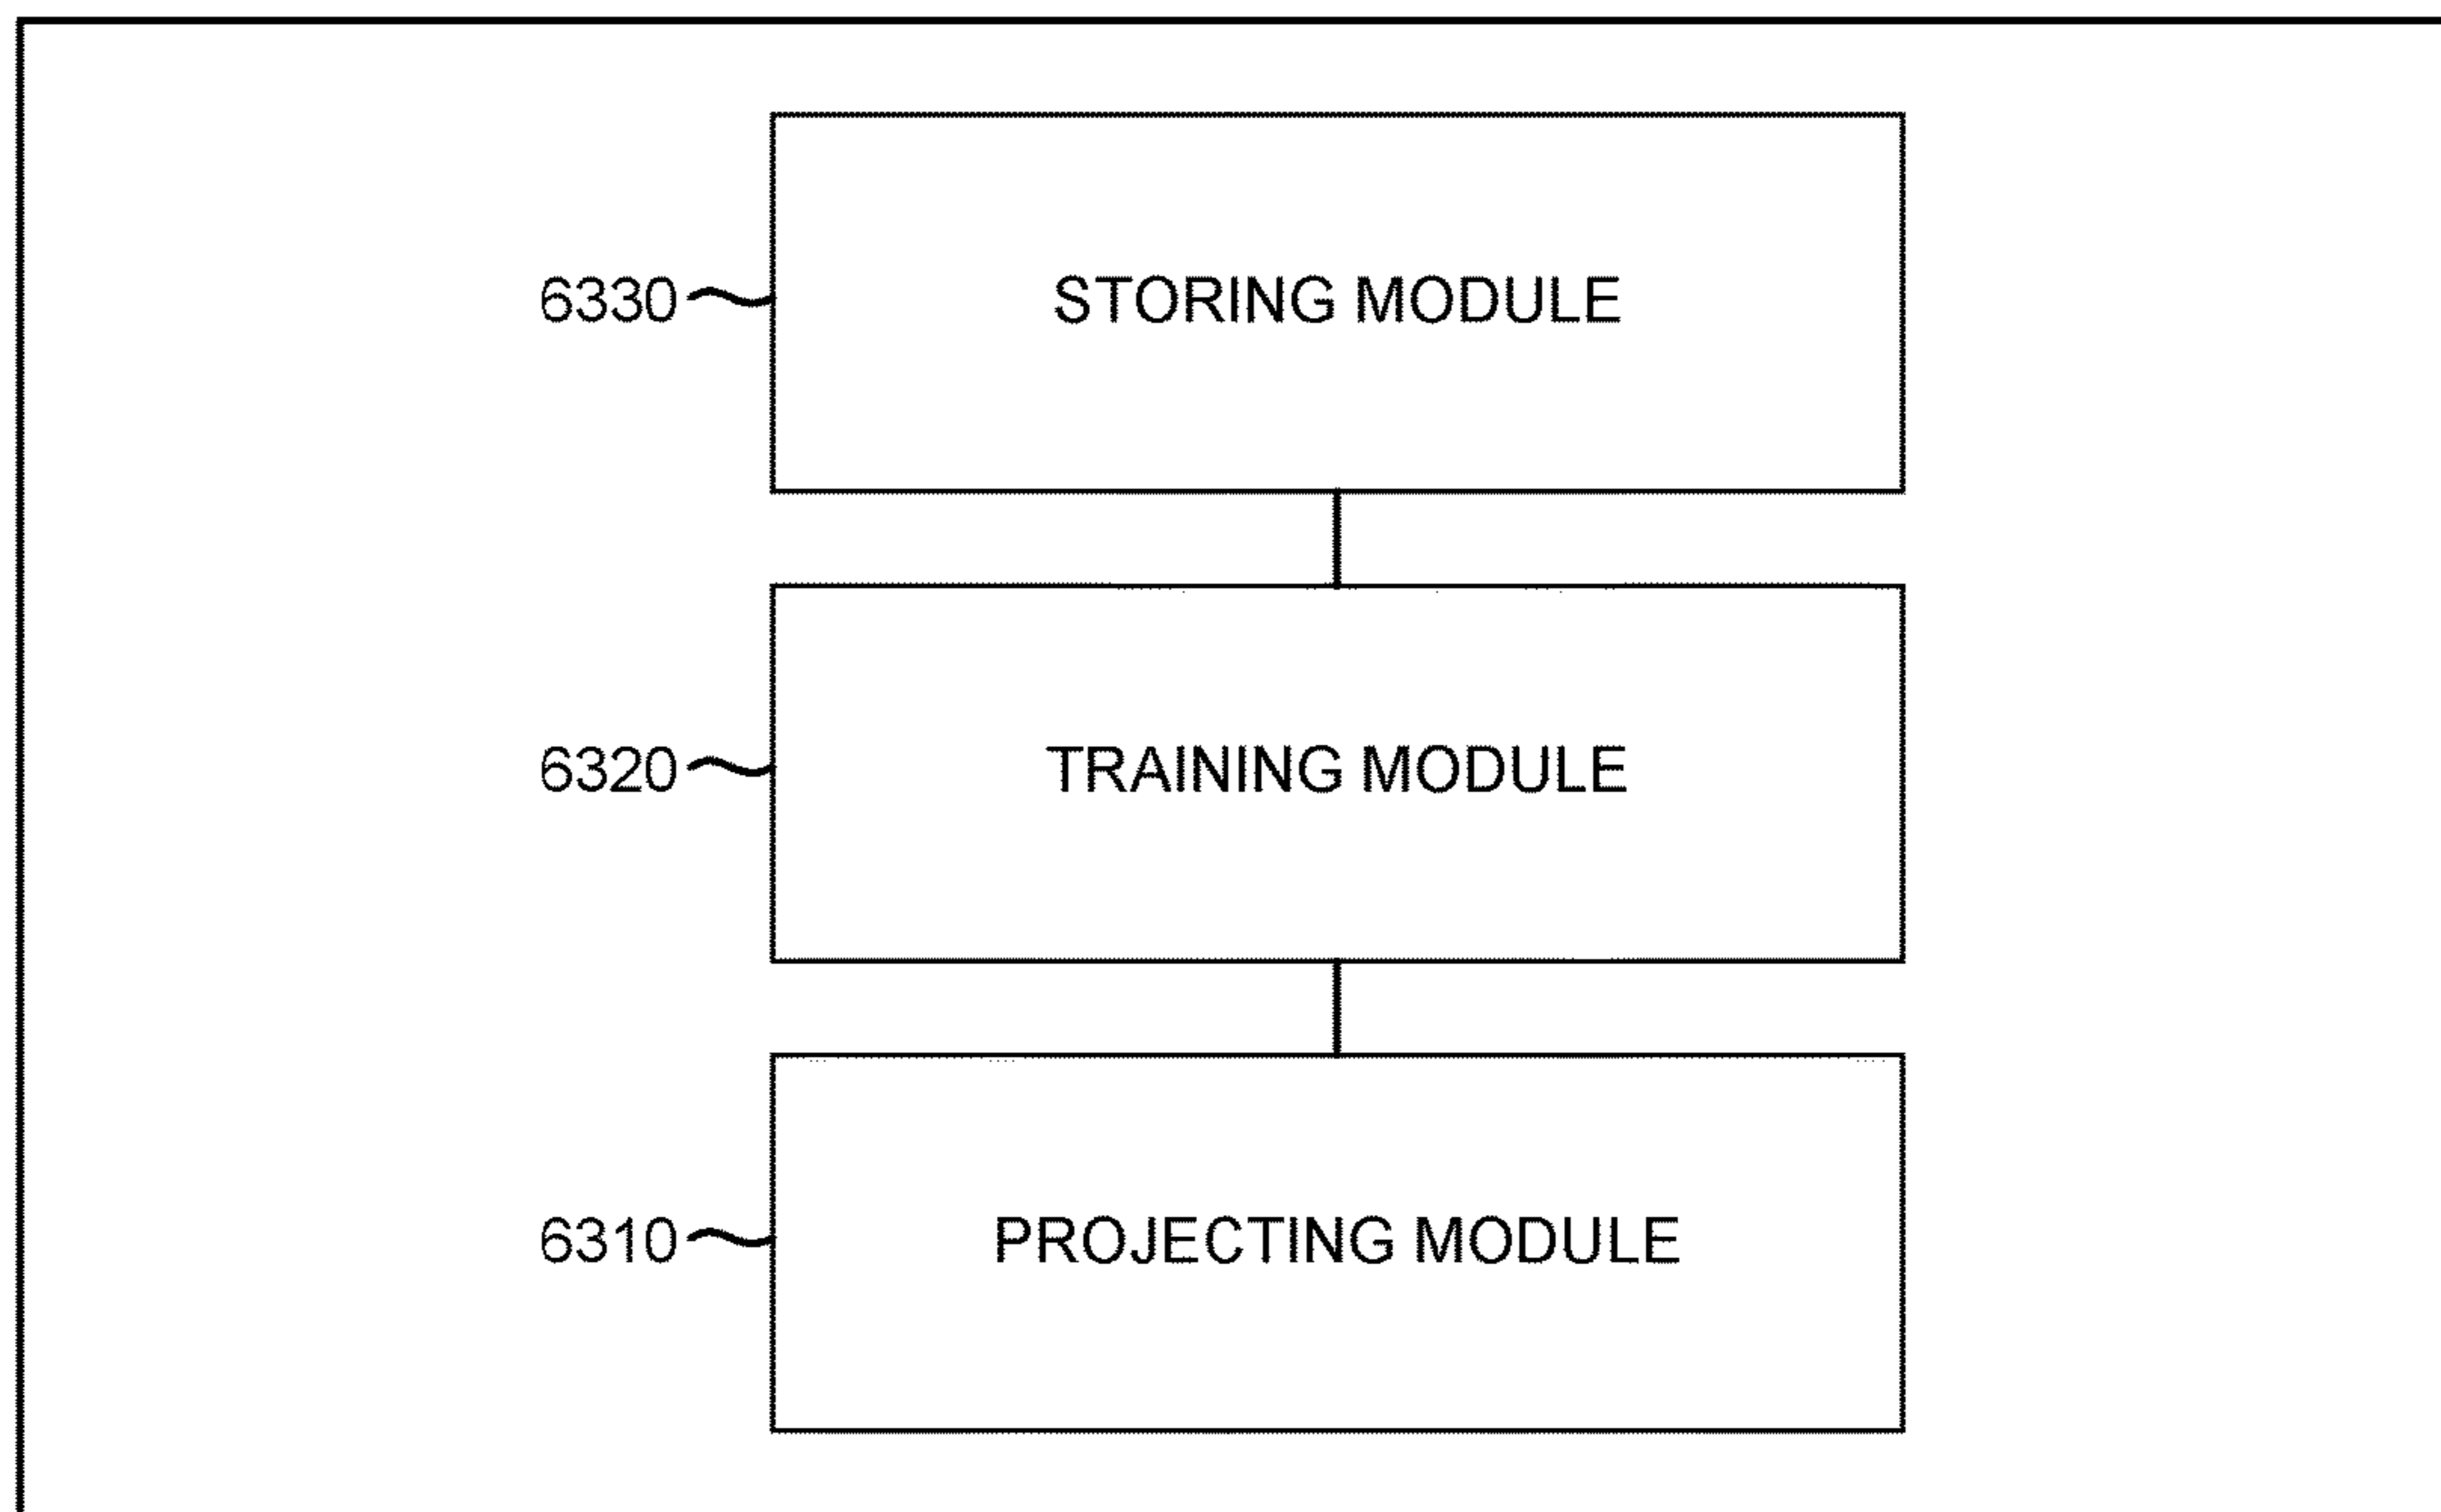 6330 STORING MODULE
6320 TRAINING MODULE
6310 PROJECTING MODULE